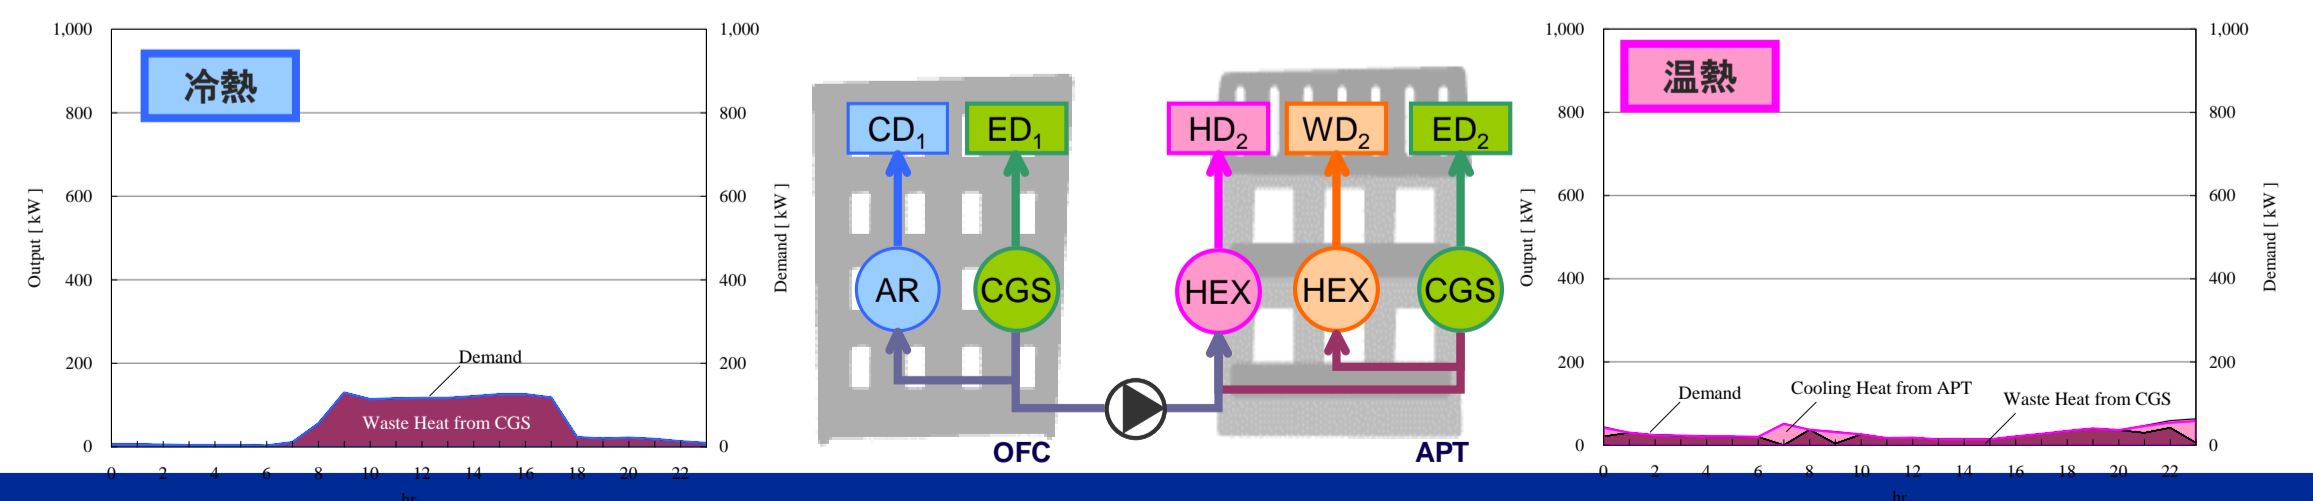 冷熱
1,000
800
600
400
200
0
Output [ kW ]
1,000
800
600
400
200
0
Demand [ kW ]
Demand
Waste Heat from CGS
0 2 4 6 8 10 12 14 16 18 20 22
hr
CD1 ED1
AR CGS
OFC
HD2 WD2 ED2
HEX HEX CGS
APT
温熱
1,000
800
600
400
200
0
Output [ kW ]
1,000
800
600
400
200
0
Demand [ kW ]
Demand
Cooling Heat from APT
Waste Heat from CGS
0 2 4 6 8 10 12 14 16 18 20 22
hr